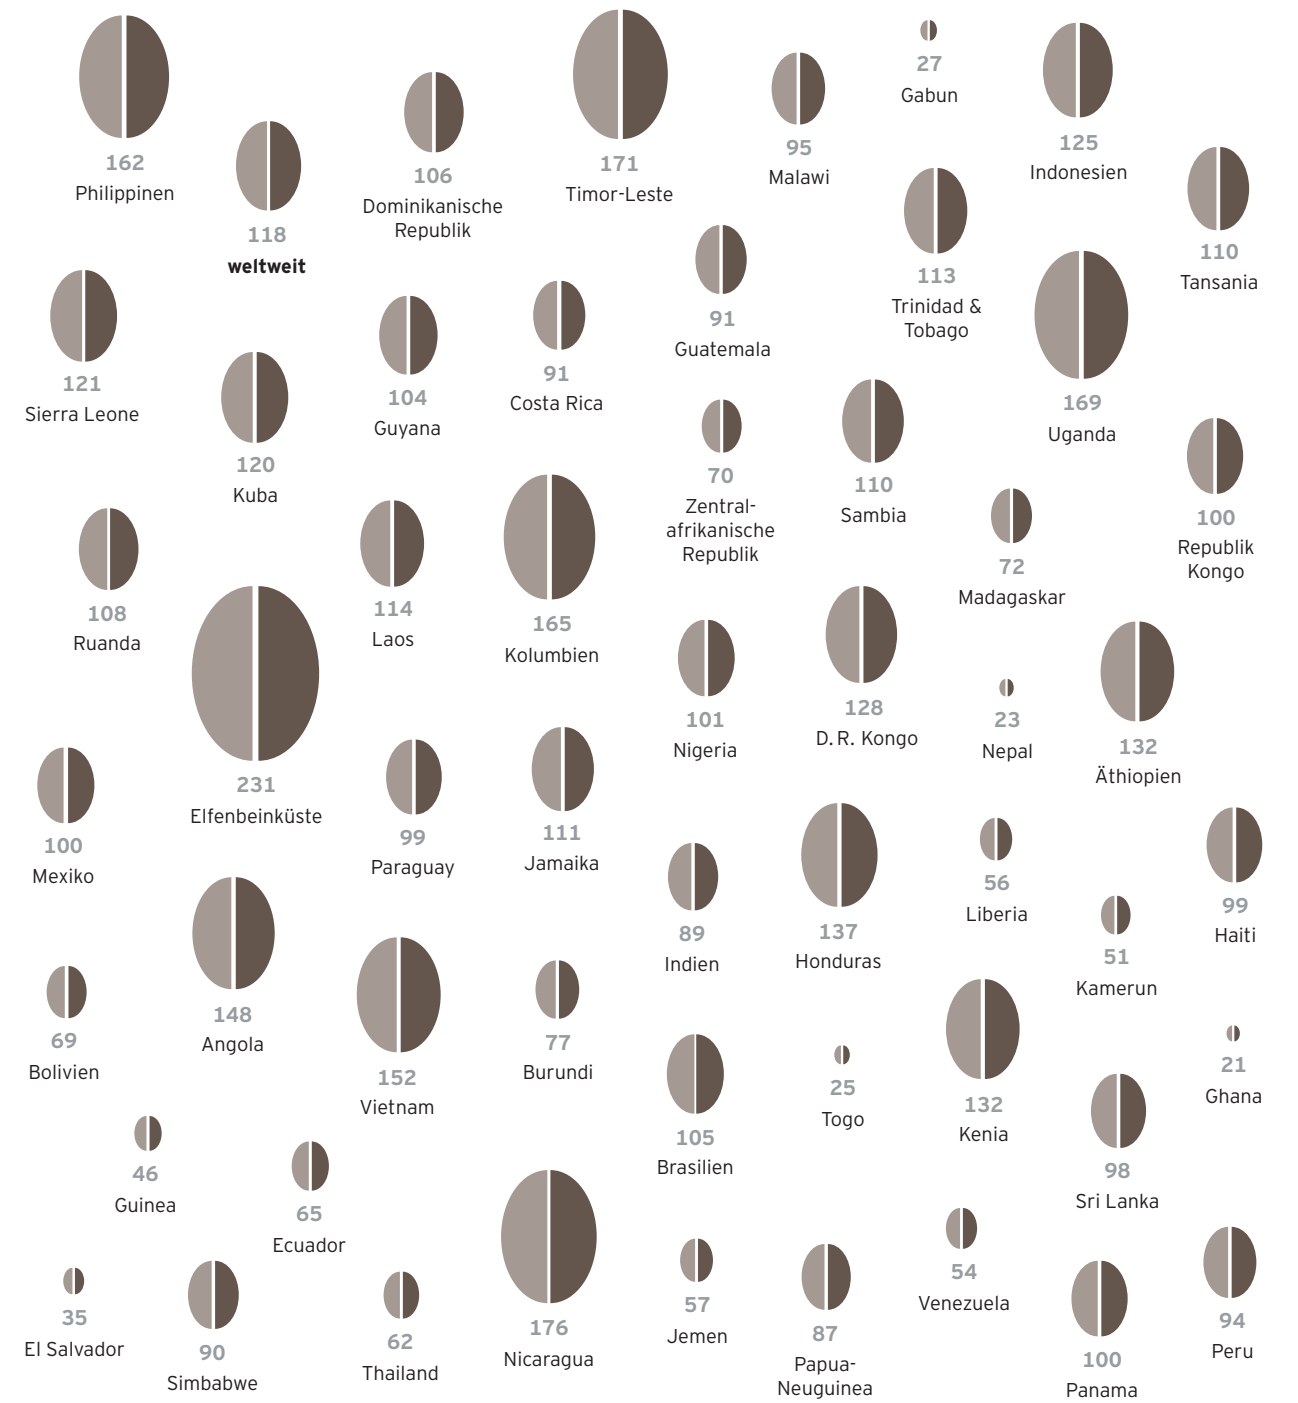 162
Philippinen
118
weltweit
106
Dominikanische
Republik
171
Timor-Leste
95
Malawi
27
Gabun
125
Indonesien
110
Tansania
113
Trinidad &
Tobago
91
Guatemala
121
Sierra Leone
120
Kuba
104
Guyana
91
Costa Rica
70
Zentral-
afrikanische
Republik
110
Sambia
169
Uganda
100
Republik
Kongo
72
Madagaskar
108
Ruanda
114
Laos
165
Kolumbien
101
Nigeria
128
D. R. Kongo
23
Nepal
132
Äthiopien
231
Elfenbeinküste
100
Mexiko
99
Paraguay
111
Jamaika
89
Indien
137
Honduras
56
Liberia
51
Kamerun
99
Haiti
69
Bolivien
148
Angola
152
Vietnam
77
Burundi
105
Brasilien
25
Togo
132
Kenia
98
Sri Lanka
21
Ghana
46
Guinea
65
Ecuador
176
Nicaragua
57
Jemen
87
Papua-
Neuguinea
54
Venezuela
100
Panama
94
Peru
35
El Salvador
90
Simbabwe
62
Thailand